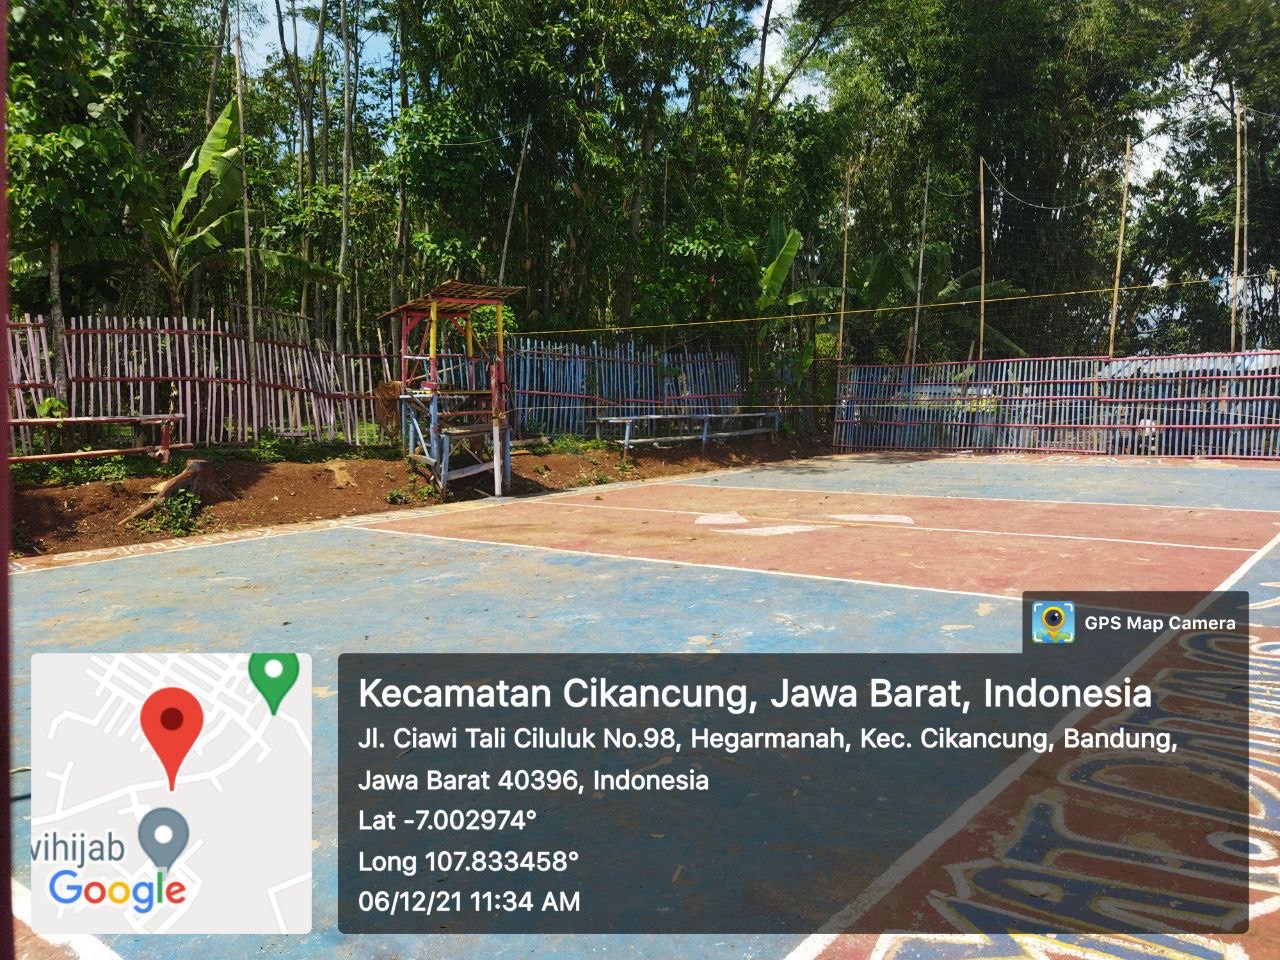 GPS Map Camera
Kecamatan Cikancung, Jawa Barat, Indonesia
Jl. Ciawi Tali Ciluluk No.98, Hegarmanah, Kec. Cikancung, Bandung,
Jawa Barat 40396, Indonesia
Lat -7.002974°
Long 107.833458°
06/12/21 11:34 AM
wihijab
Google